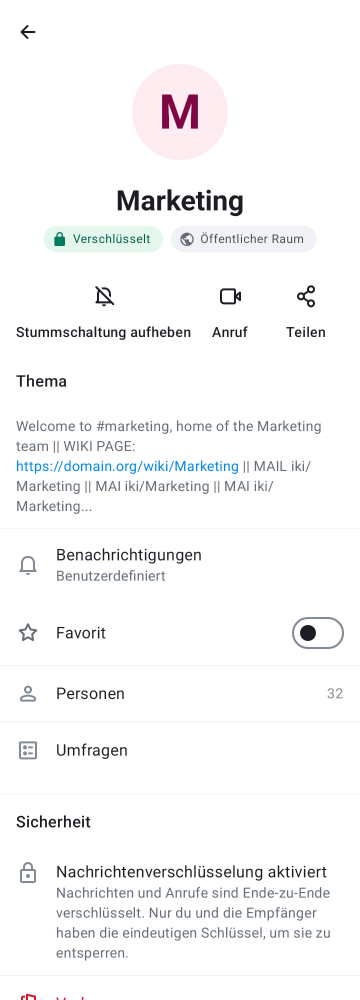 M
Marketing
Verschlüsselt Öffentlicher Raum
Stummschaltung aufheben Anruf Teilen
Thema
Welcome to #marketing, home of the Marketing
team || WIKI PAGE:
https://domain.org/wiki/Marketing || MAIL iki/
Marketing || MAI iki/Marketing || MAI iki/
Marketing...
Benachrichtigungen
Benutzerdefiniert
Favorit
Personen 32
Umfragen
Sicherheit
Nachrichtenverschlüsselung aktiviert
Nachrichten und Anrufe sind Ende-zu-Ende
verschlüsselt. Nur du und die Empfänger
haben die eindeutigen Schlüssel, um sie zu
entsperren.